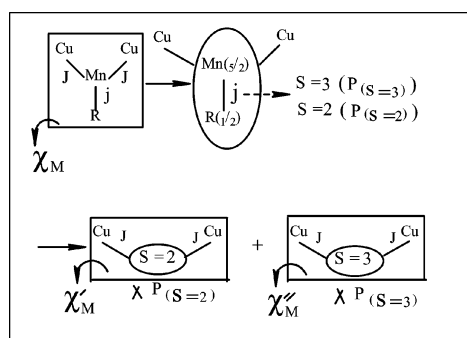 Cu Cu
J Mn J
j
R
χM
Cu Cu
Mn(5/2)
j
R(1/2)
S=3 (P(S=3))
S=2 (P(S=2))
Cu J S=2 J Cu
χ'M
X P(S=2)
+
Cu J S=3 J Cu
χ''M
X P(S=3)